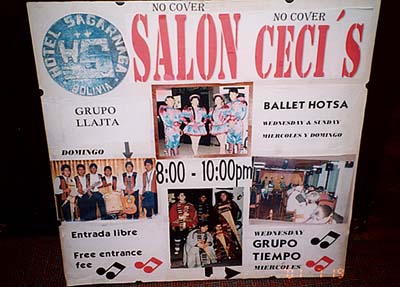 NO COVER
NO COVER
HOTEL SAGARNAGA
BOLIVIA
SALON CECI´S
GRUPO
LLAJTA
DOMINGO
BALLET HOTSA
WEDNESDAY & SUNDAY
MIERCOLES Y DOMINGO
8:00 - 10:00pm
Entrada libre
Free entrance
fee
WEDNESDAY
GRUPO
TIEMPO
MIERCOLES